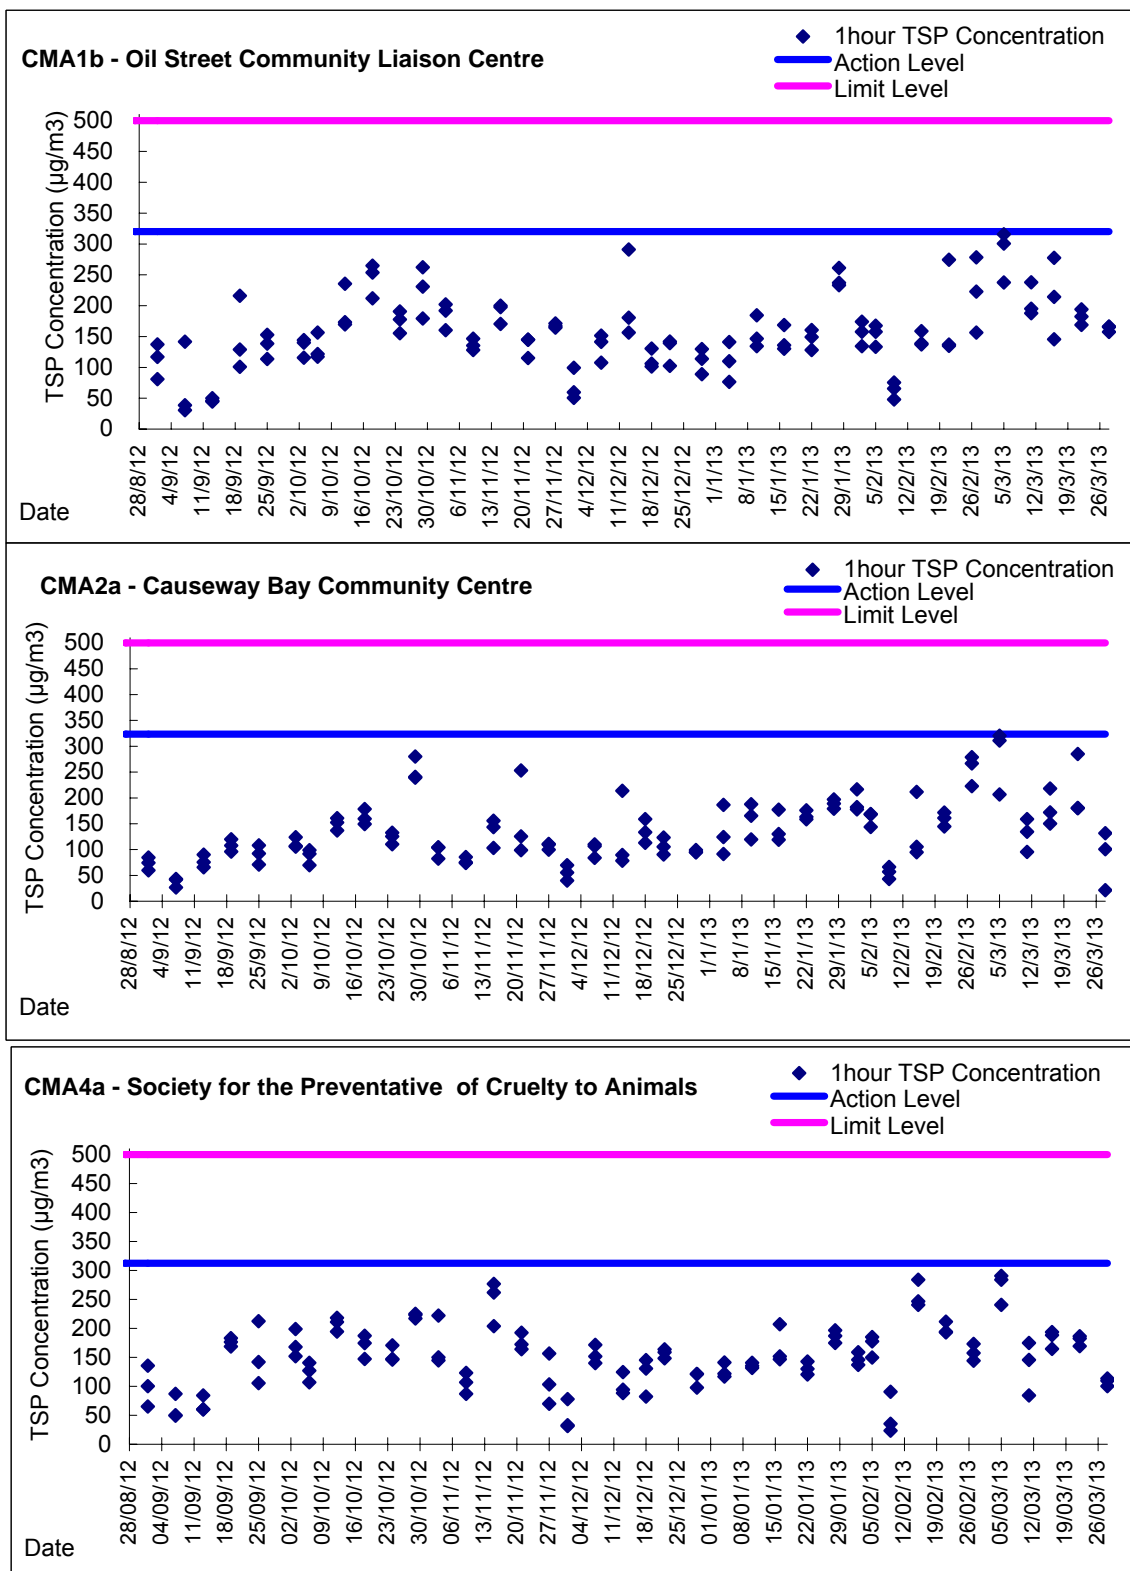 CMA1b - Oil Street Community Liaison Centre
1hour TSP Concentration
Action Level
Limit Level
TSP Concentration (µg/m3)
500
450
400
350
300
250
200
150
100
50
0
28/8/12 4/9/12 11/9/12 18/9/12 25/9/12 2/10/12 9/10/12 16/10/12 23/10/12 30/10/12 6/11/12 13/11/12 20/11/12 27/11/12 4/12/12 11/12/12 18/12/12 25/12/12 1/1/13 8/1/13 15/1/13 22/1/13 29/1/13 5/2/13 12/2/13 19/2/13 26/2/13 5/3/13 12/3/13 19/3/13 26/3/13
Date
CMA2a - Causeway Bay Community Centre
1hour TSP Concentration
Action Level
Limit Level
TSP Concentration (µg/m3)
500
450
400
350
300
250
200
150
100
50
0
28/8/12 4/9/12 11/9/12 18/9/12 25/9/12 2/10/12 9/10/12 16/10/12 23/10/12 30/10/12 6/11/12 13/11/12 20/11/12 27/11/12 4/12/12 11/12/12 18/12/12 25/12/12 1/1/13 8/1/13 15/1/13 22/1/13 29/1/13 5/2/13 12/2/13 19/2/13 26/2/13 5/3/13 12/3/13 19/3/13 26/3/13
Date
CMA4a - Society for the Preventative  of Cruelty to Animals
1hour TSP Concentration
Action Level
Limit Level
TSP Concentration (µg/m3)
500
450
400
350
300
250
200
150
100
50
0
28/08/12 04/09/12 11/09/12 18/09/12 25/09/12 02/10/12 09/10/12 16/10/12 23/10/12 30/10/12 06/11/12 13/11/12 20/11/12 27/11/12 04/12/12 11/12/12 18/12/12 25/12/12 01/01/13 08/01/13 15/01/13 22/01/13 29/01/13 05/02/13 12/02/13 19/02/13 26/02/13 05/03/13 12/03/13 19/03/13 26/03/13
Date